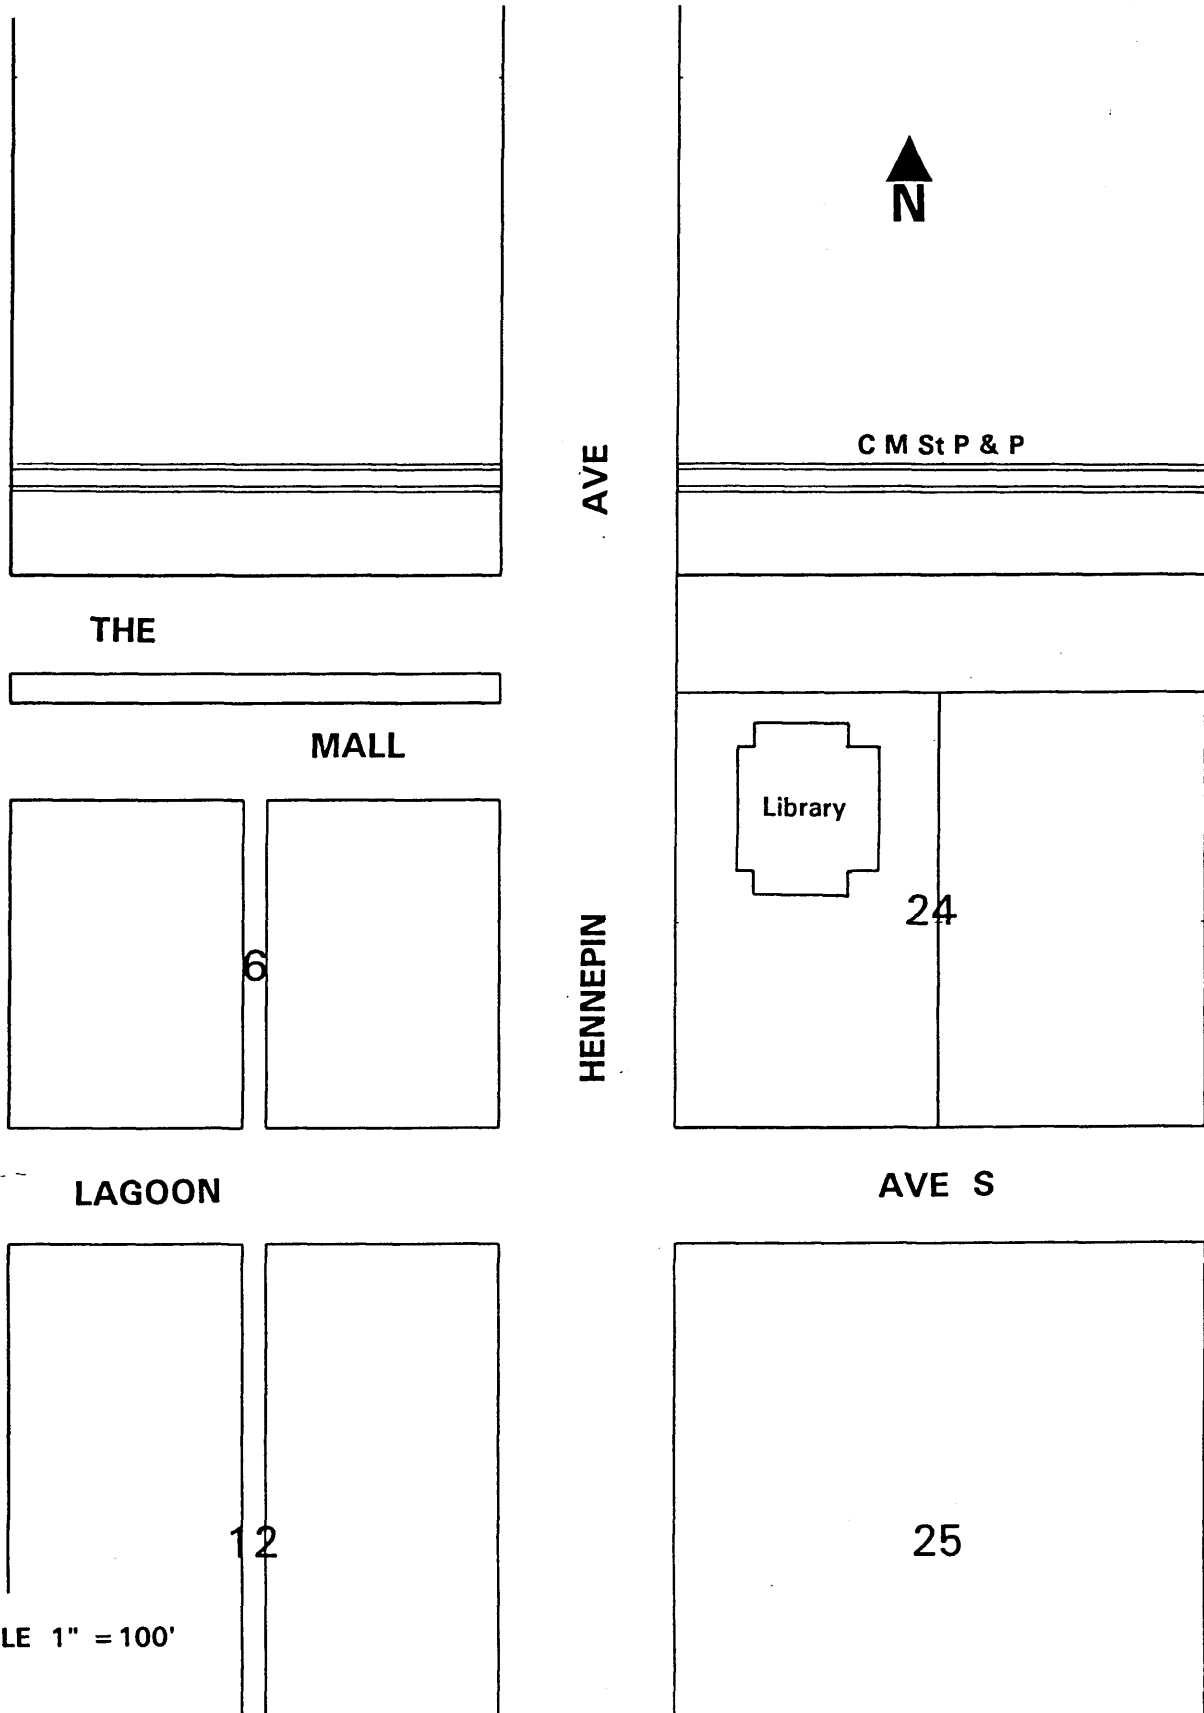 N
C M St P & P
AVE
THE
MALL
Library
24
6
HENNEPIN
LAGOON
AVE S
12
25
LE 1" = 100'